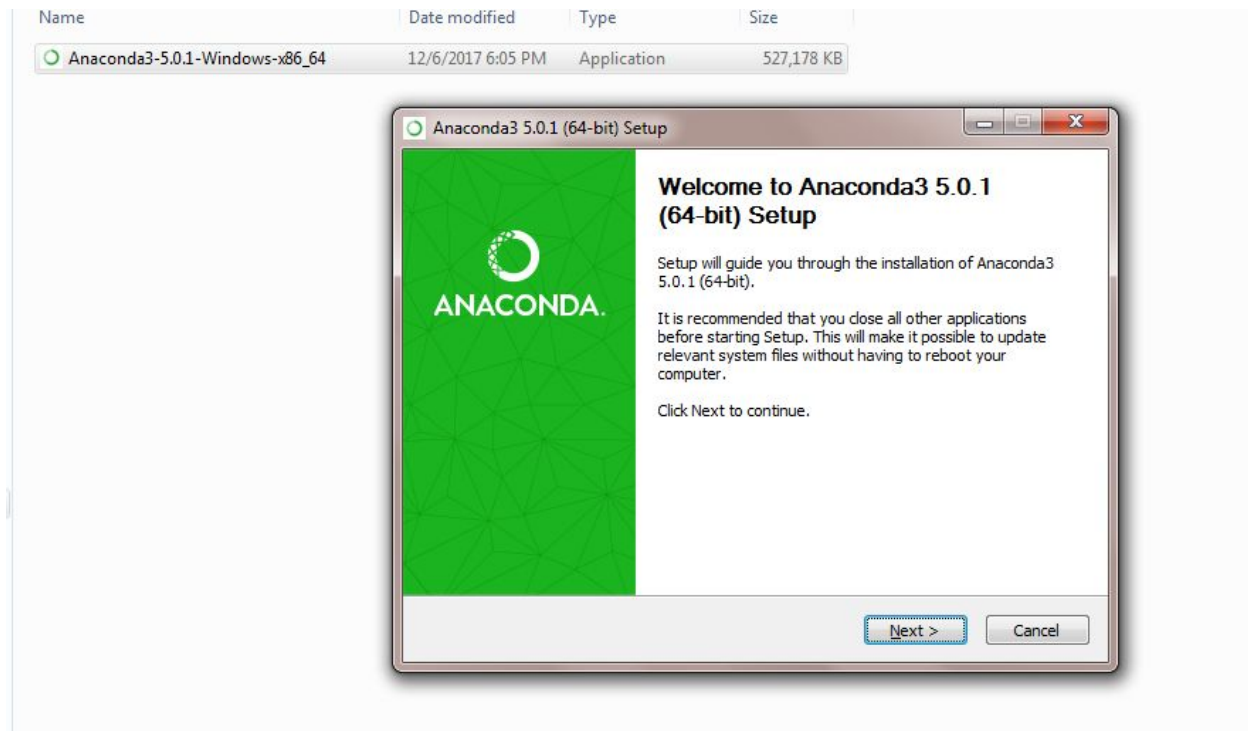 Name Date modified Type Size
Anaconda3-5.0.1-Windows-x86_64 12/6/2017 6:05 PM Application 527,178 KB
Anaconda3 5.0.1 (64-bit) Setup
ANACONDA.
Welcome to Anaconda3 5.0.1
(64-bit) Setup
Setup will guide you through the installation of Anaconda3
5.0.1 (64-bit).
It is recommended that you close all other applications
before starting Setup. This will make it possible to update
relevant system files without having to reboot your
computer.
Click Next to continue.
Next >
Cancel